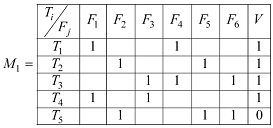 T_i / F_j F_1 F_2 F_3 F_4 F_5 F_6 V
T_1 1 1 1
M_1 = T_2 1 1 1
T_3 1 1 1 1
T_4 1 1 1
T_5 1 1 1 0